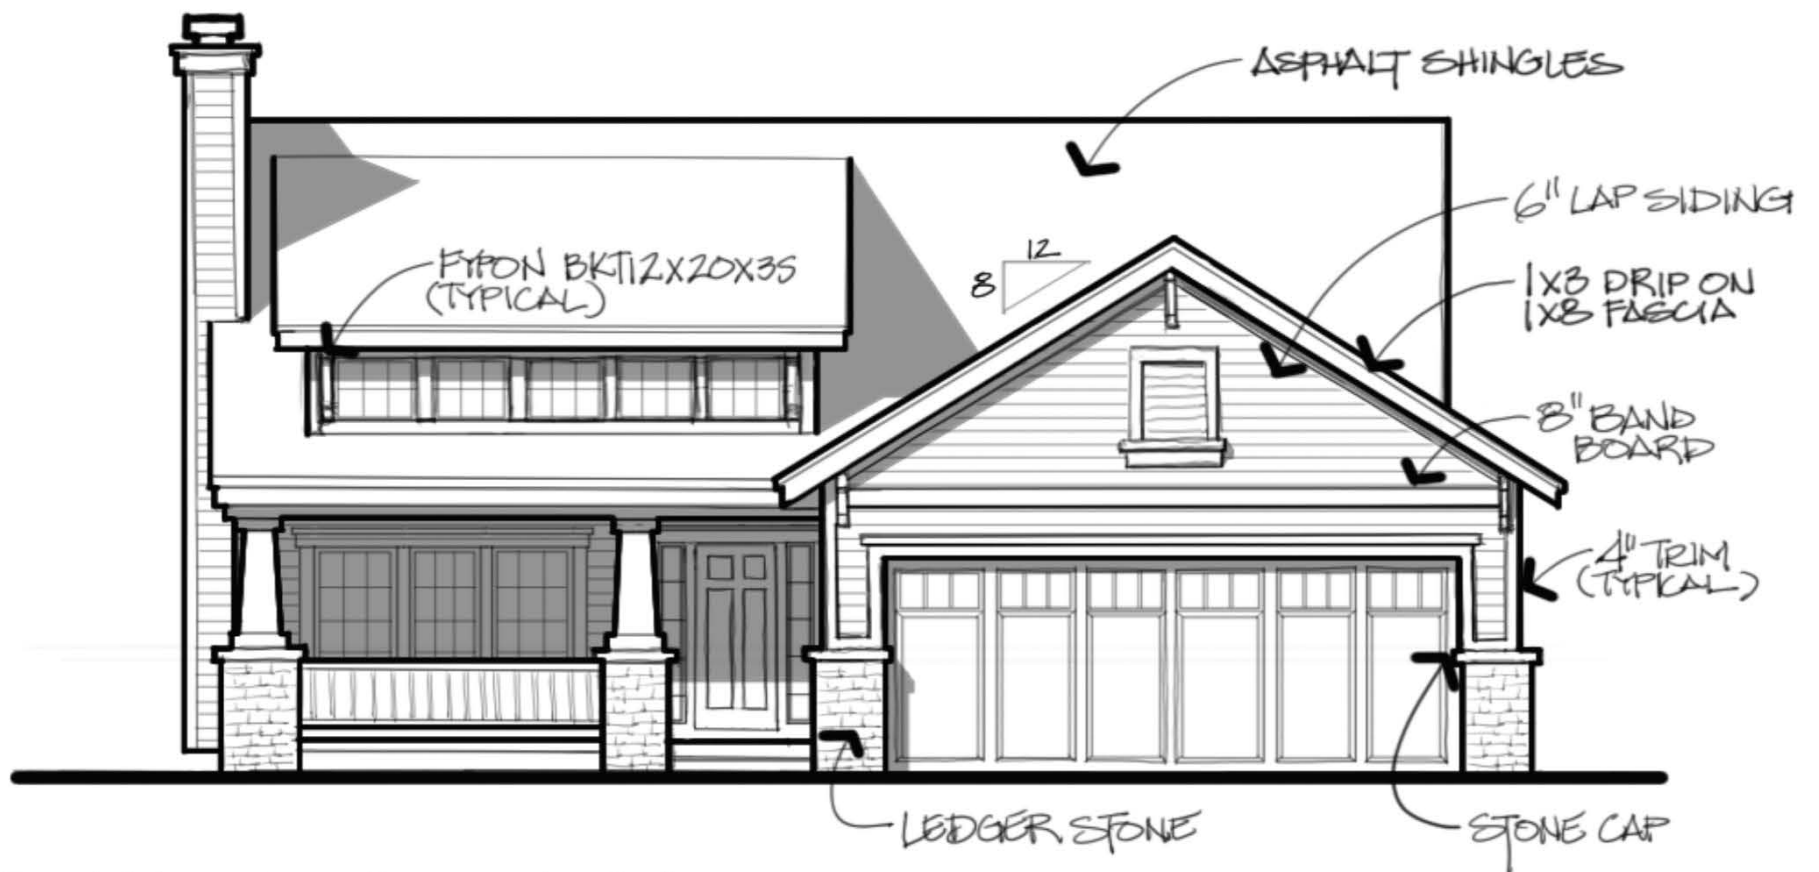 ASPHALT SHINGLES
6" LAP SIDING
12
8
FYPON BKT12X20X3S
(TYPICAL)
1X3 DRIP ON
1X8 FASCIA
8" BAND
BOARD
4" TRIM
(TYPICAL)
LEDGER STONE
STONE CAP